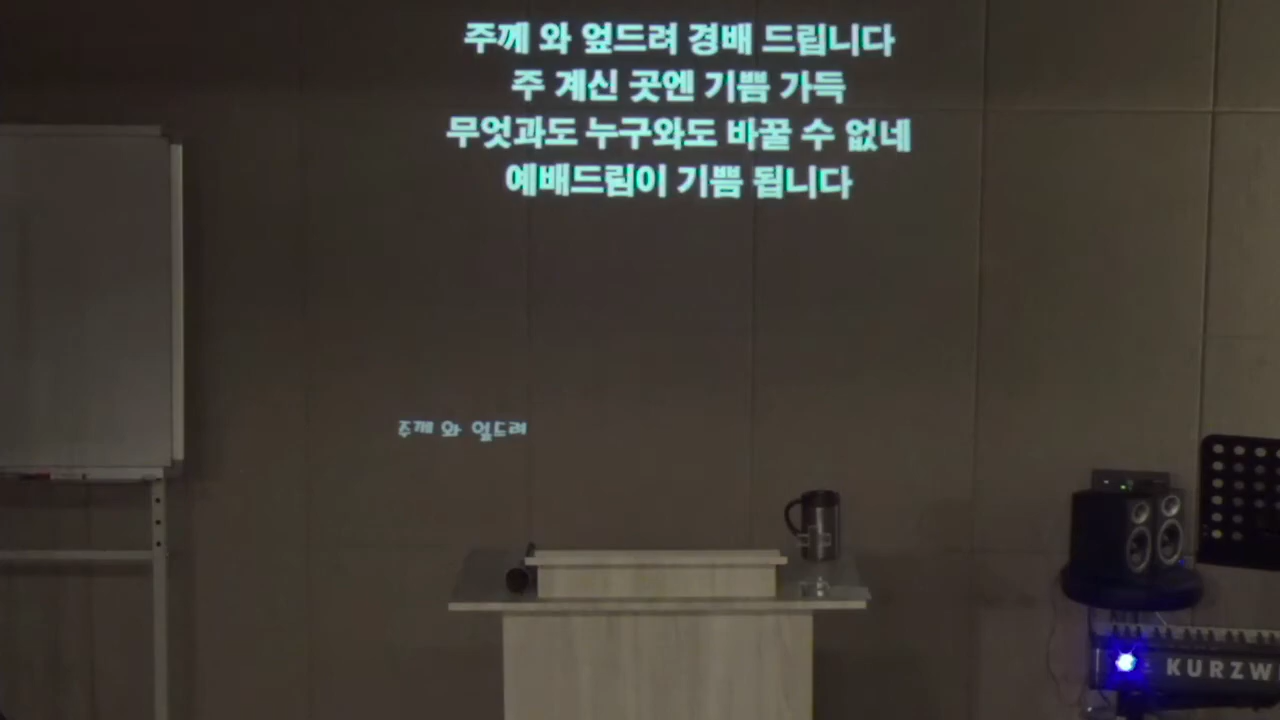 주께 와 엎드려 경배 드립니다
주 계신 곳엔 기쁨 가득
무엇과도 누구와도 바꿀 수 없네
예배드림이 기쁨 됩니다
주께 와 엎드려
KURZW